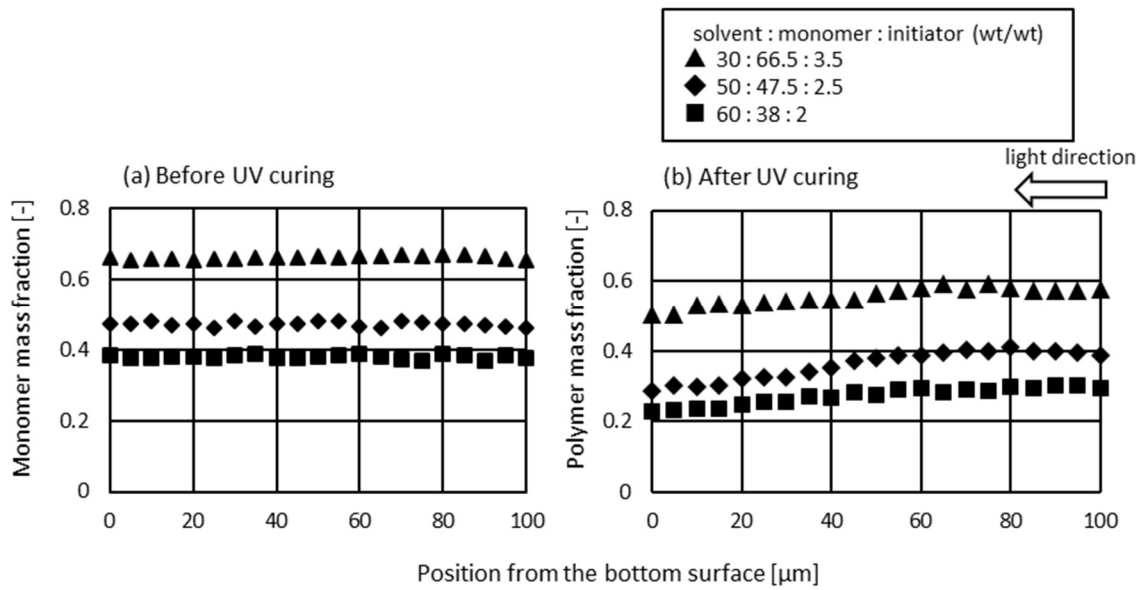 solvent : monomer : initiator (wt/wt)
30 : 66.5 : 3.5
50 : 47.5 : 2.5
60 : 38 : 2
light direction
(a) Before UV curing
(b) After UV curing
Monomer mass fraction [-]
0.8
0.6
0.4
0.2
0
0
20
40
60
80
100
Polymer mass fraction [-]
0.8
0.6
0.4
0.2
0
0
20
40
60
80
100
Position from the bottom surface [μm]